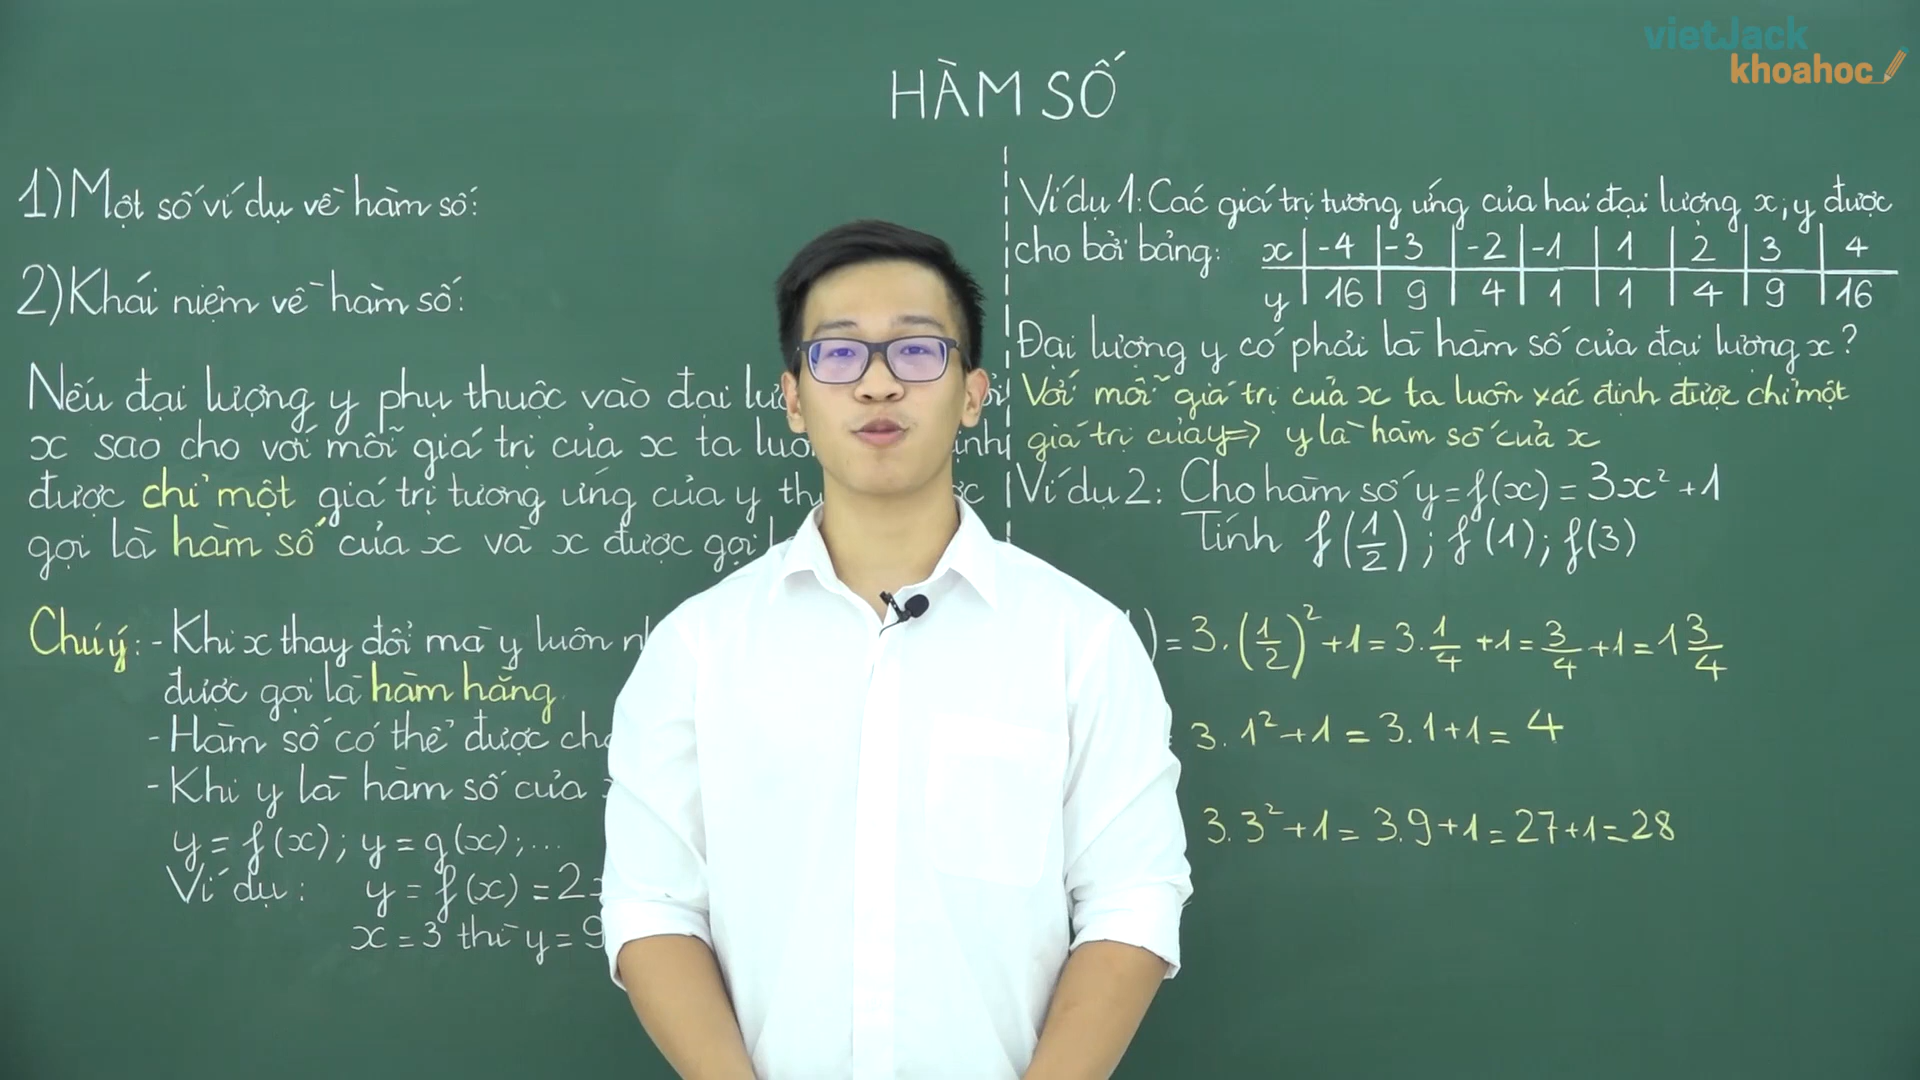 vietJack
khoahoc
HÀM SỐ
1) Một số ví dụ về hàm số:
2) Khái niệm về hàm số:
Nếu đại lượng y phụ thuộc vào đại
x sao cho với mỗi giá trị của x ta
được chỉ một giá trị tương ứng của y
gọi là hàm số của x và x được gọi
Chú ý: - Khi x thay đổi mà y luôn
được gọi là hàm hằng.
- Hàm số có thể được
- Khi y là hàm số của
y = f(x); y = g(x);...
Ví dụ: y = f(x) = 2
x = 3 thì y = 9
Ví dụ 1: Các giá trị tương ứng của hai đại lượng x, y được
cho bởi bảng:
x | -4 | -3 | -2 | -1 | 1 | 2 | 3 | 4
y | 16 | 9 | 4 | 1 | 1 | 4 | 9 | 16
Đại lượng y có phải là hàm số của đại lượng x?
Với mỗi giá trị của x ta luôn xác định được chỉ một
giá trị của y => y là hàm số của x
Ví dụ 2: Cho hàm số y = f(x) = 3x² + 1
Tính f(1/2); f(1); f(3)
) = 3.(1/2)² + 1 = 3.1/4 + 1 = 3/4 + 1 = 1 3/4
3.1² + 1 = 3.1 + 1 = 4
3.3² + 1 = 3.9 + 1 = 27 + 1 = 28